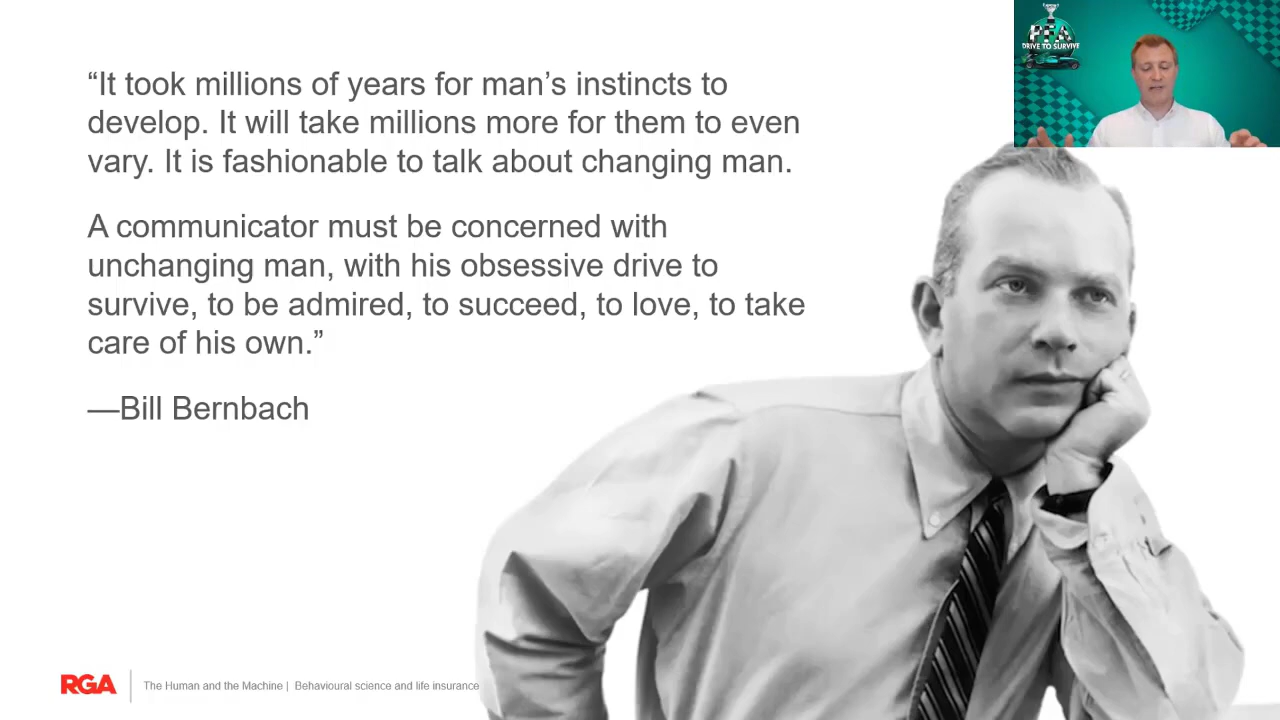 PFA
DRIVE TO SURVIVE
“It took millions of years for man’s instincts to
develop. It will take millions more for them to even
vary. It is fashionable to talk about changing man.
A communicator must be concerned with
unchanging man, with his obsessive drive to
survive, to be admired, to succeed, to love, to take
care of his own.”
—Bill Bernbach
RGA
The Human and the Machine | Behavioural science and life insurance